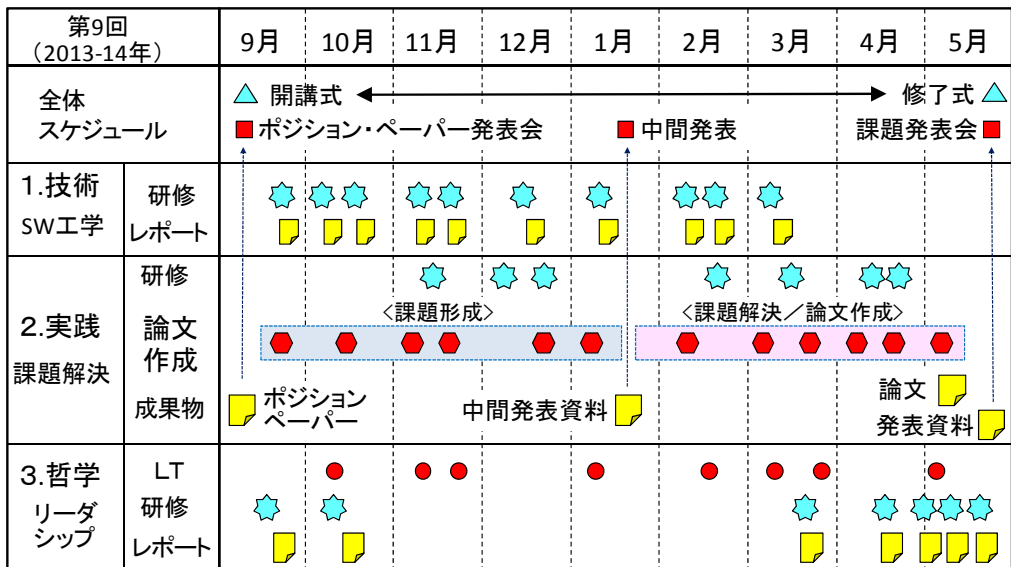 第9回
(2013-14年)
9月
10月
11月
12月
1月
2月
3月
4月
5月
全体
スケジュール
開講式
修了式
ポジション・ペーパー発表会
中間発表
課題発表会
1.技術
SW工学
研修
レポート
2.実践
課題解決
研修
論文
作成
成果物
<課題形成>
<課題解決／論文作成>
ポジション
ペーパー
中間発表資料
論文
発表資料
3.哲学
リーダ
シップ
LT
研修
レポート